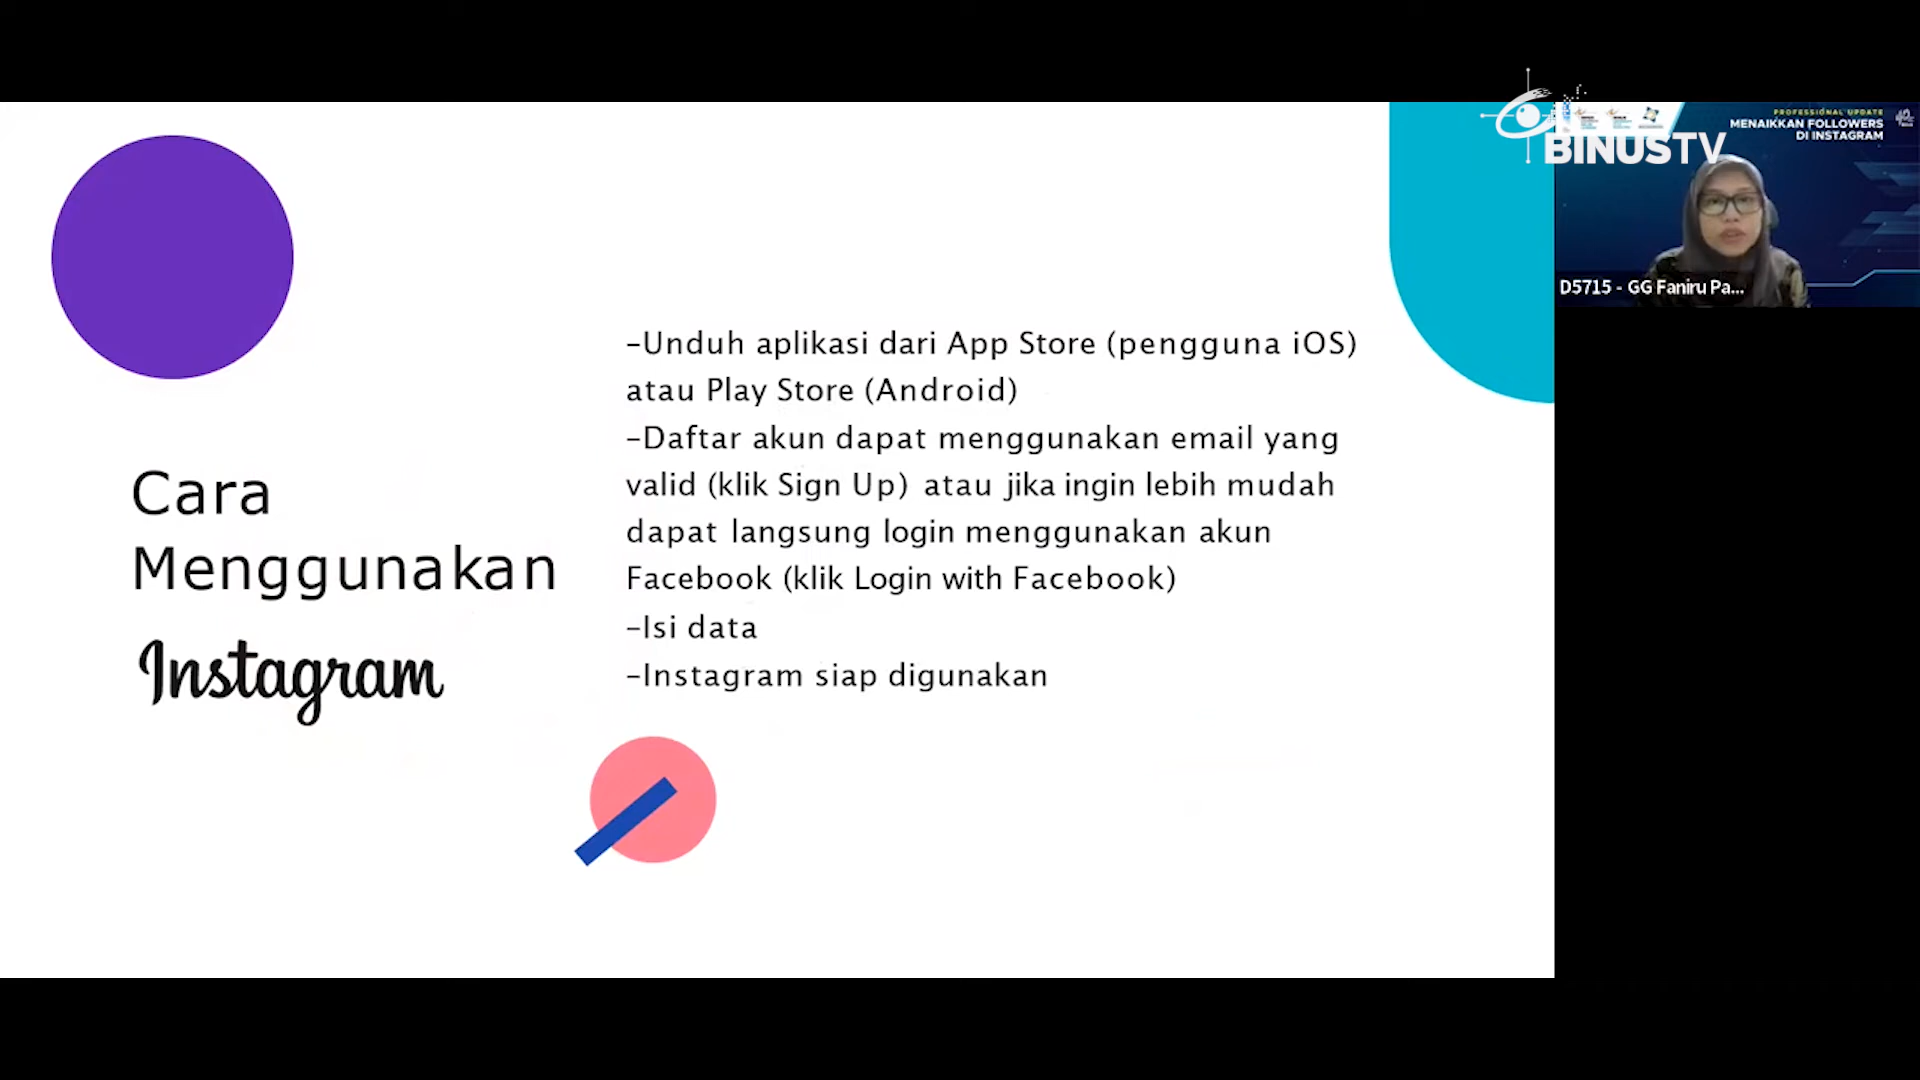 Cara
Menggunakan
Instagram
–Unduh aplikasi dari App Store (pengguna iOS)
atau Play Store (Android)
–Daftar akun dapat menggunakan email yang
valid (klik Sign Up) atau jika ingin lebih mudah
dapat langsung login menggunakan akun
Facebook (klik Login with Facebook)
–Isi data
–Instagram siap digunakan
BINUSTV
PROFESSIONAL UPDATE
MENAIKKAN FOLLOWERS
DI INSTAGRAM
D5715 - GG Faniru Pa...